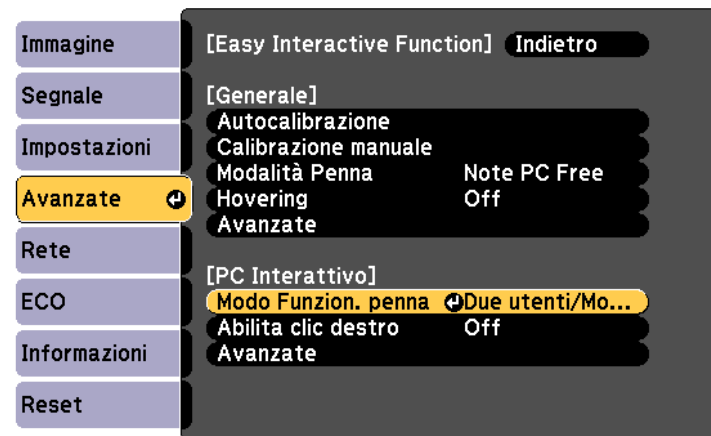 Immagine
Segnale
Impostazioni
Avanzate
Rete
ECO
Informazioni
Reset
[Easy Interactive Function] Indietro
[Generale]
Autocalibrazione
Calibrazione manuale
Modalità Penna Note PC Free
Hovering Off
Avanzate
[PC Interattivo]
Modo Funzion. penna Due utenti/Mo...
Abilita clic destro Off
Avanzate